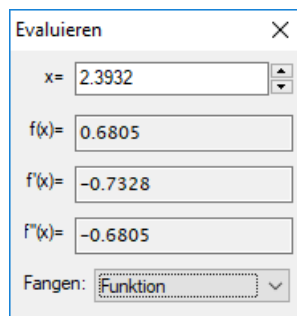 Evaluieren
x= 2.3932
f(x)= 0.6805
f'(x)= -0.7328
f''(x)= -0.6805
Fangen: Funktion